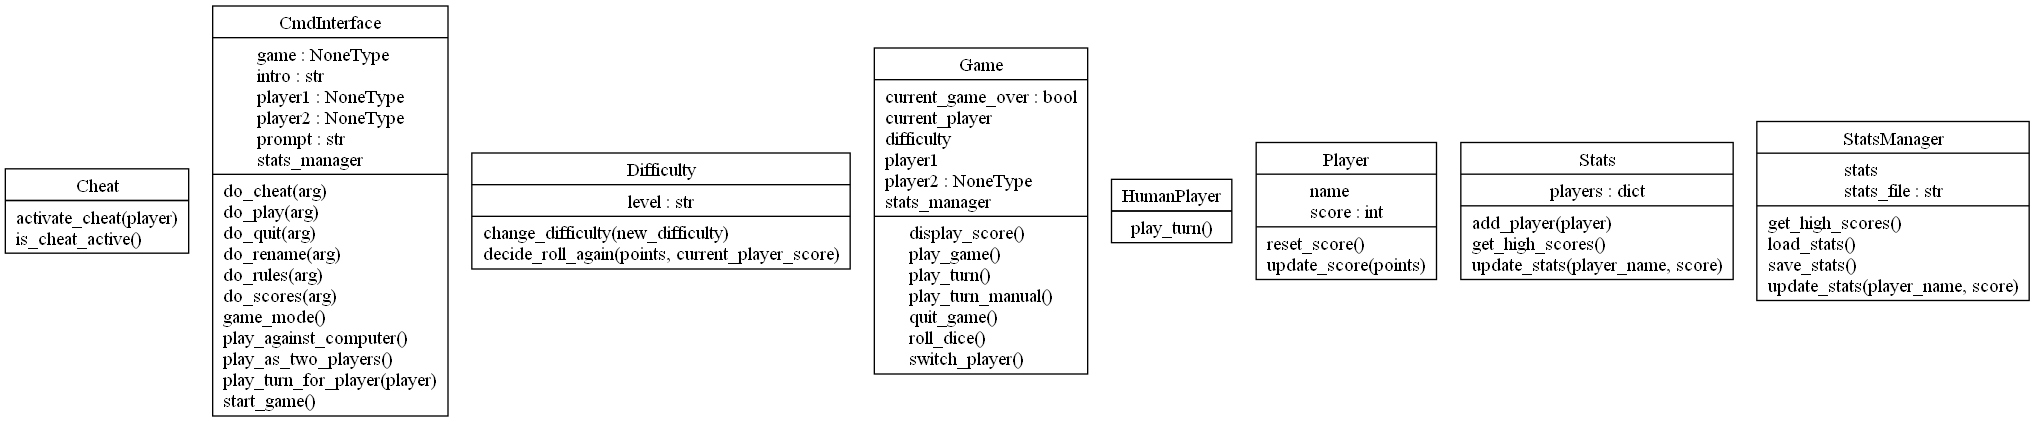 Cheat
activate_cheat(player)
is_cheat_active()
CmdInterface
game : NoneType
intro : str
player1 : NoneType
player2 : NoneType
prompt : str
stats_manager
do_cheat(arg)
do_play(arg)
do_quit(arg)
do_rename(arg)
do_rules(arg)
do_scores(arg)
game_mode()
play_against_computer()
play_as_two_players()
play_turn_for_player(player)
start_game()
Difficulty
level : str
change_difficulty(new_difficulty)
decide_roll_again(points, current_player_score)
Game
current_game_over : bool
current_player
difficulty
player1
player2 : NoneType
stats_manager
display_score()
play_game()
play_turn()
play_turn_manual()
quit_game()
roll_dice()
switch_player()
HumanPlayer
play_turn()
Player
name
score : int
reset_score()
update_score(points)
Stats
players : dict
add_player(player)
get_high_scores()
update_stats(player_name, score)
StatsManager
stats
stats_file : str
get_high_scores()
load_stats()
save_stats()
update_stats(player_name, score)